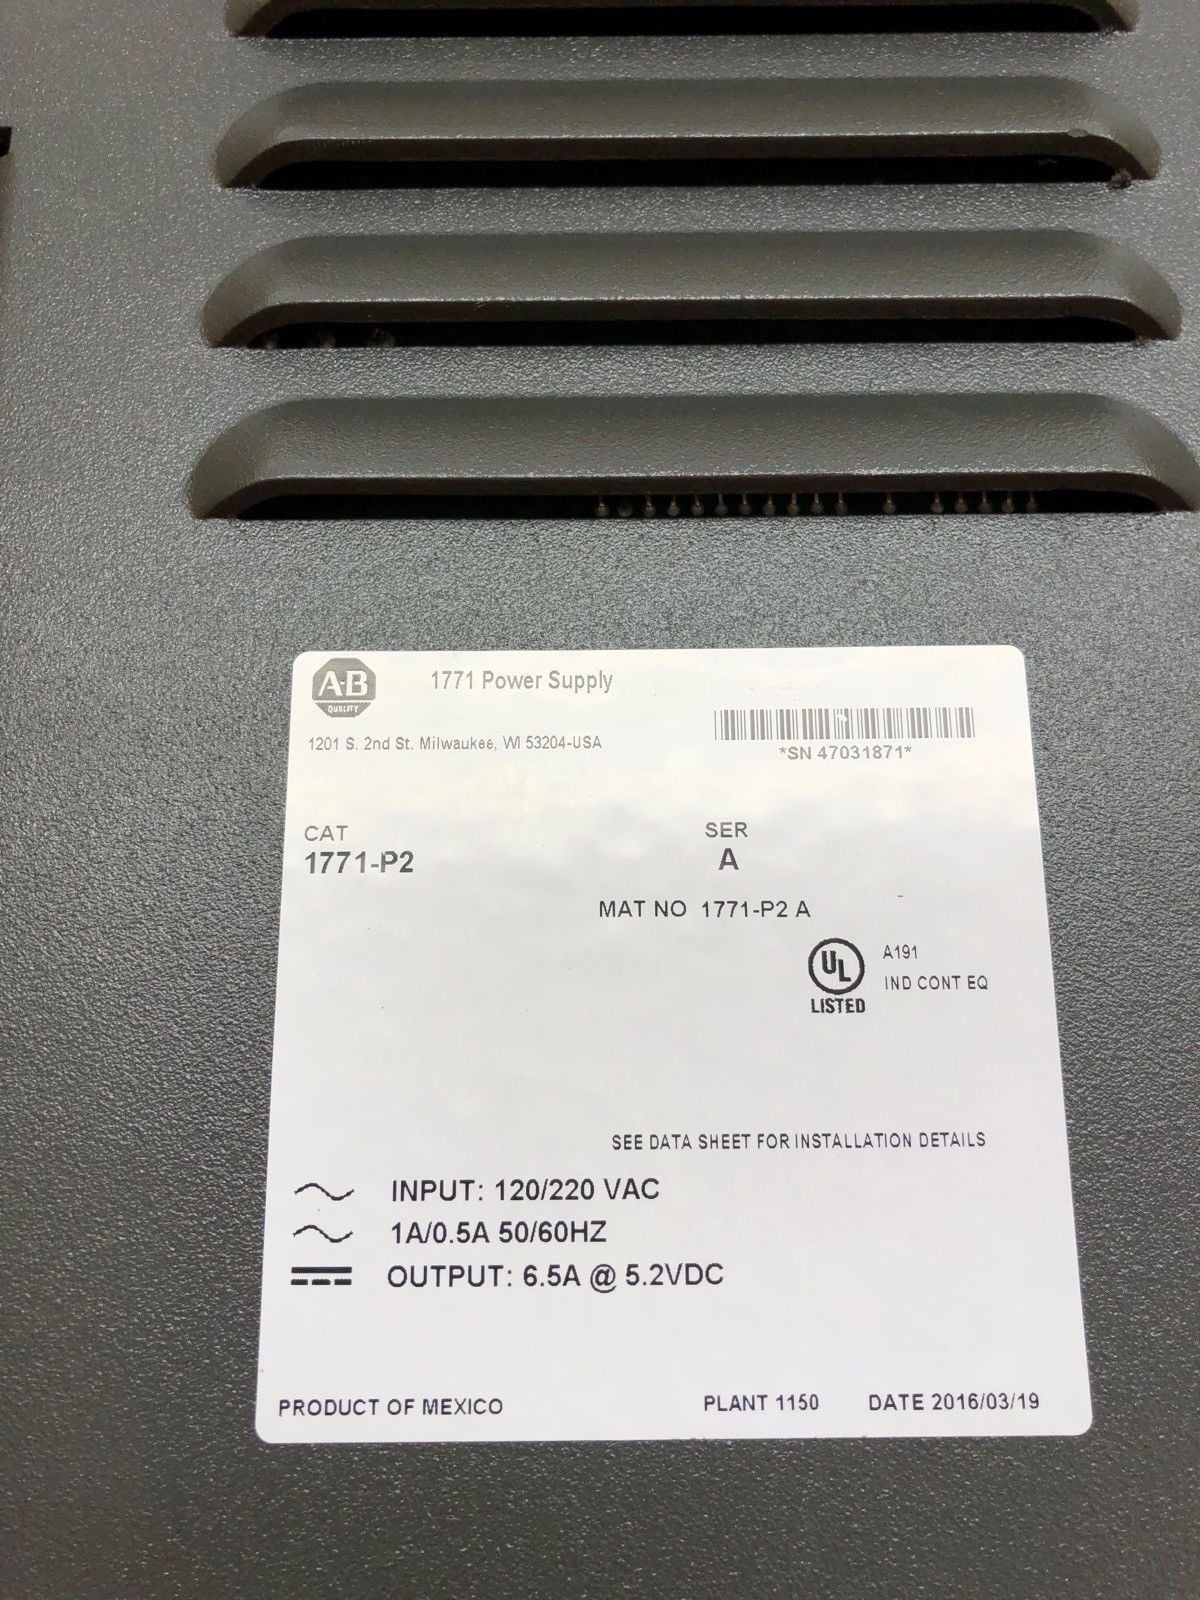 A-B
QUALITY
1771 Power Supply
1201 S. 2nd St. Milwaukee, WI 53204-USA
*SN 47031871*
CAT
1771-P2
SER
A
MAT NO 1771-P2 A
UL
LISTED
A191
IND CONT EQ
SEE DATA SHEET FOR INSTALLATION DETAILS
INPUT: 120/220 VAC
1A/0.5A 50/60HZ
OUTPUT: 6.5A @ 5.2VDC
PRODUCT OF MEXICO
PLANT 1150
DATE 2016/03/19